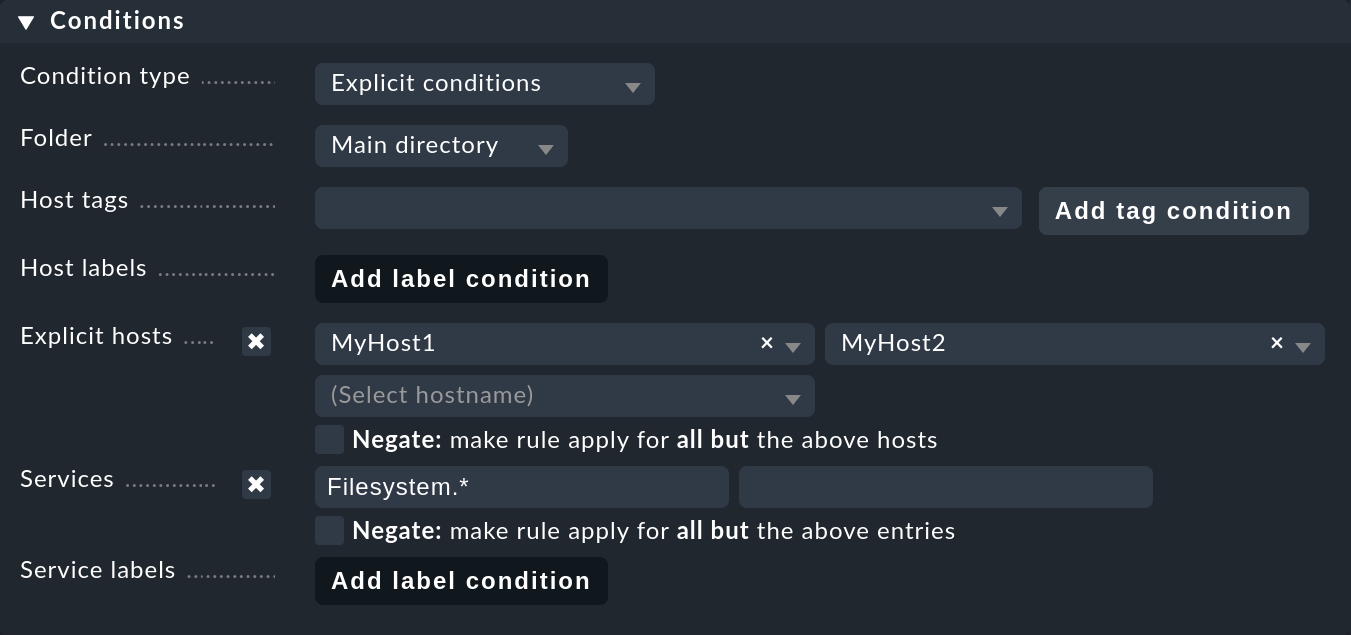 Conditions
Condition type
Explicit conditions
Folder
Main directory
Host tags
Add tag condition
Host labels
Add label condition
Explicit hosts
MyHost1
MyHost2
(Select hostname)
Negate: make rule apply for all but the above hosts
Services
Filesystem.*
Negate: make rule apply for all but the above entries
Service labels
Add label condition